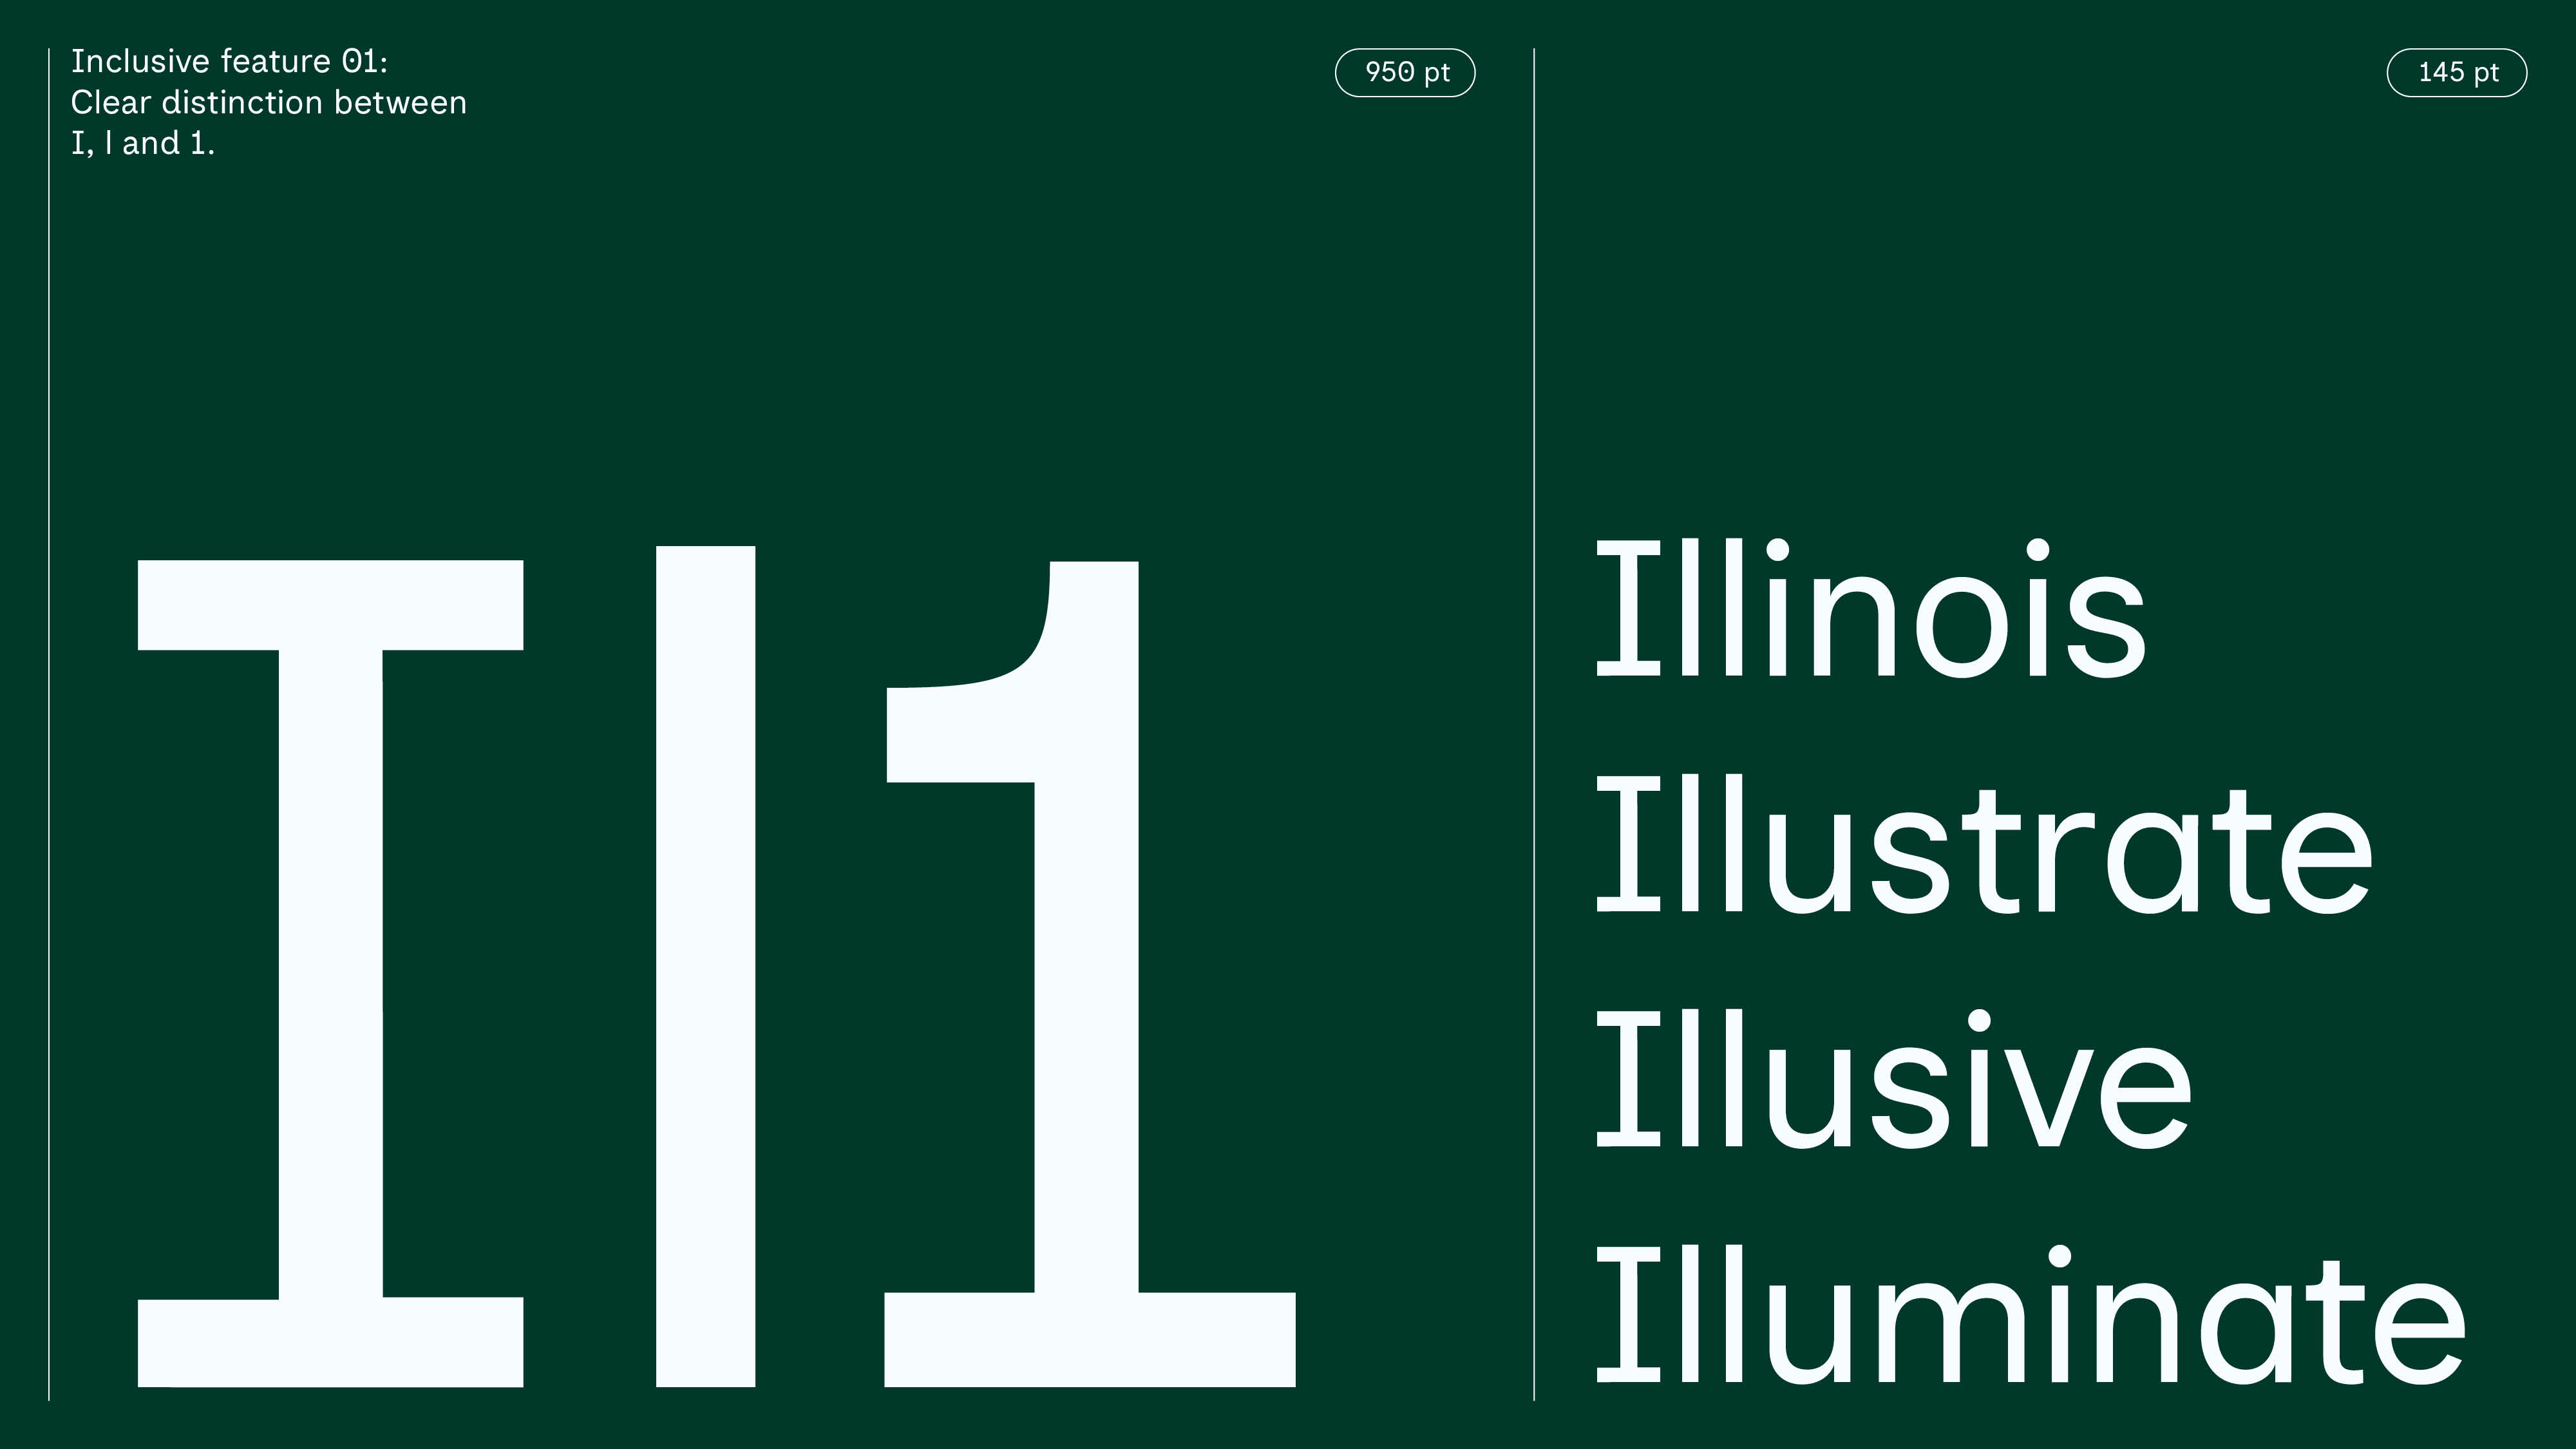 Inclusive feature 01:
Clear distinction between
I, l and 1.
950 pt
145 pt
Il1
Illinois
Illustrate
Illusive
Illuminate